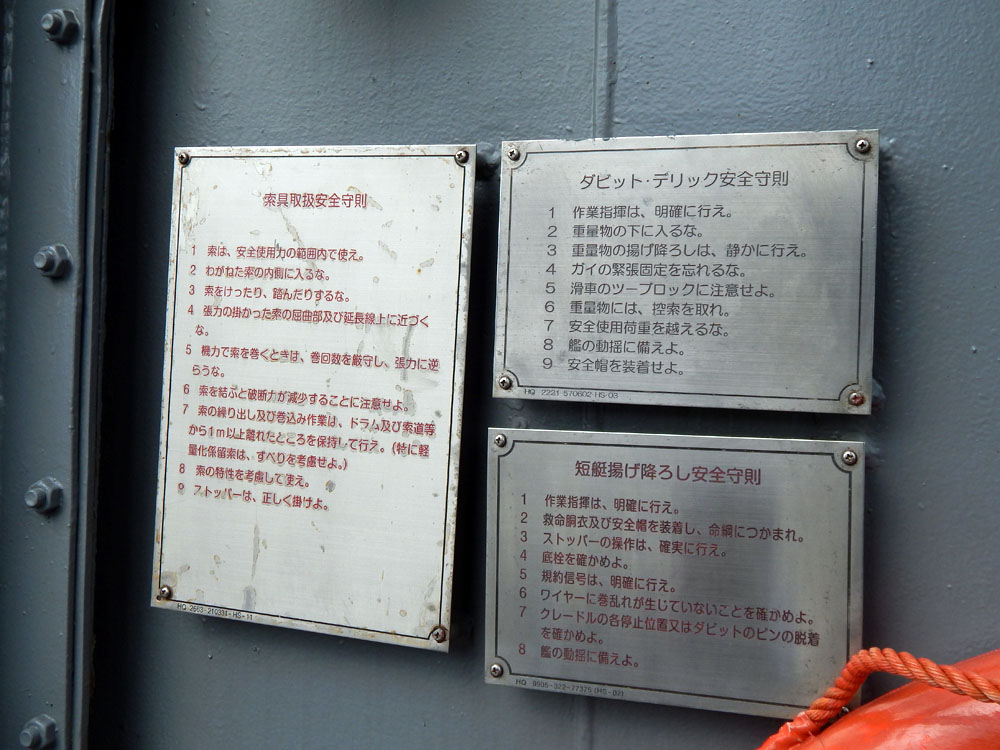 索具取扱安全守則
1 索は、安全使用力の範囲内で使え。
2 わがねた索の内側に入るな。
3 索をけったり、踏んだりするな。
4 張力の掛かった索の屈曲部及び延長線上に近づく
な。
5 機力で索を巻くときは、巻回数を厳守し、張力に逆
らうな。
6 索を結ぶと破断力が減少することに注意せよ。
7 索の繰り出し及び巻込み作業は、ドラム及び索道等
から1m以上離れたところを保持して行え。(特に軽
量化係留索は、すべりを考慮せよ。)
8 索の特性を考慮して使え。
9 ストッパーは、正しく掛けよ。
ダビット・デリック安全守則
1 作業指揮は、明確に行え。
2 重量物の下に入るな。
3 重量物の揚げ降ろしは、静かに行え。
4 ガイの緊張固定を忘れるな。
5 滑車のツーブロックに注意せよ。
6 重量物には、控索を取れ。
7 安全使用荷重を越えるな。
8 艦の動揺に備えよ。
9 安全帽を装着せよ。
HQ 2221 570602-HS-03
短艇揚げ降ろし安全守則
1 作業指揮は、明確に行え。
2 救命胴衣及び安全帽を装着し、命綱につかまれ。
3 ストッパーの操作は、確実に行え。
4 底栓を確かめよ。
5 規約信号は、明確に行え。
6 ワイヤーに巻乱れが生じていないことを確かめよ。
7 クレードルの各停止位置又はダビットのピンの脱着
を確かめよ。
8 艦の動揺に備えよ。